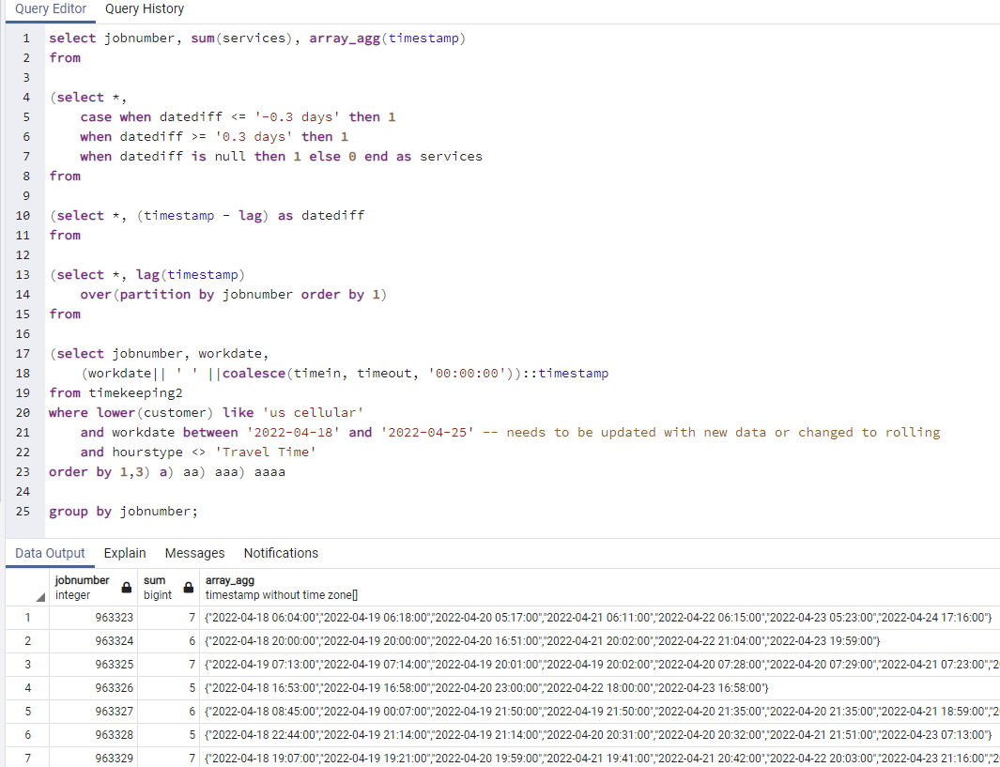 Query Editor Query History
1 select jobnumber, sum(services), array_agg(timestamp)
2 from
3
4 (select *,
5 case when datediff <= '-0.3 days' then 1
6 when datediff >= '0.3 days' then 1
7 when datediff is null then 1 else 0 end as services
8 from
9
10 (select *, (timestamp - lag) as datediff
11 from
12
13 (select *, lag(timestamp)
14 over(partition by jobnumber order by 1)
15 from
16
17 (select jobnumber, workdate,
18 (workdate|| ' ' ||coalesce(timein, timeout, '00:00:00'))::timestamp
19 from timekeeping2
20 where lower(customer) like 'us cellular'
21 and workdate between '2022-04-18' and '2022-04-25' -- needs to be updated with new data or changed to rolling
22 and hourstype <> 'Travel Time'
23 order by 1,3) a) aa) aaa) aaaa
24
25 group by jobnumber;
Data Output Explain Messages Notifications
jobnumber sum array_agg
integer bigint timestamp without time zone[]
1 963323 7 {"2022-04-18 06:04:00","2022-04-19 06:18:00","2022-04-20 05:17:00","2022-04-21 06:11:00","2022-04-22 06:15:00","2022-04-23 05:23:00","2022-04-24 17:16:00"}
2 963324 6 {"2022-04-18 20:00:00","2022-04-19 20:00:00","2022-04-20 16:51:00","2022-04-21 20:02:00","2022-04-22 21:04:00","2022-04-23 19:59:00"}
3 963325 7 {"2022-04-19 07:13:00","2022-04-19 07:14:00","2022-04-19 20:01:00","2022-04-19 20:02:00","2022-04-20 07:28:00","2022-04-20 07:29:00","2022-04-21 07:23:00","2
4 963326 5 {"2022-04-18 16:53:00","2022-04-19 16:58:00","2022-04-20 23:00:00","2022-04-22 18:00:00","2022-04-23 16:58:00"}
5 963327 6 {"2022-04-18 08:45:00","2022-04-19 00:07:00","2022-04-19 21:50:00","2022-04-19 21:50:00","2022-04-20 21:35:00","2022-04-20 21:35:00","2022-04-21 18:59:00","2
6 963328 5 {"2022-04-18 22:44:00","2022-04-19 21:14:00","2022-04-19 21:14:00","2022-04-20 20:31:00","2022-04-20 20:32:00","2022-04-21 21:51:00","2022-04-23 07:13:00"}
7 963329 7 {"2022-04-18 19:07:00","2022-04-19 19:21:00","2022-04-20 19:59:00","2022-04-21 19:41:00","2022-04-21 20:42:00","2022-04-22 20:03:00","2022-04-23 21:16:00","2